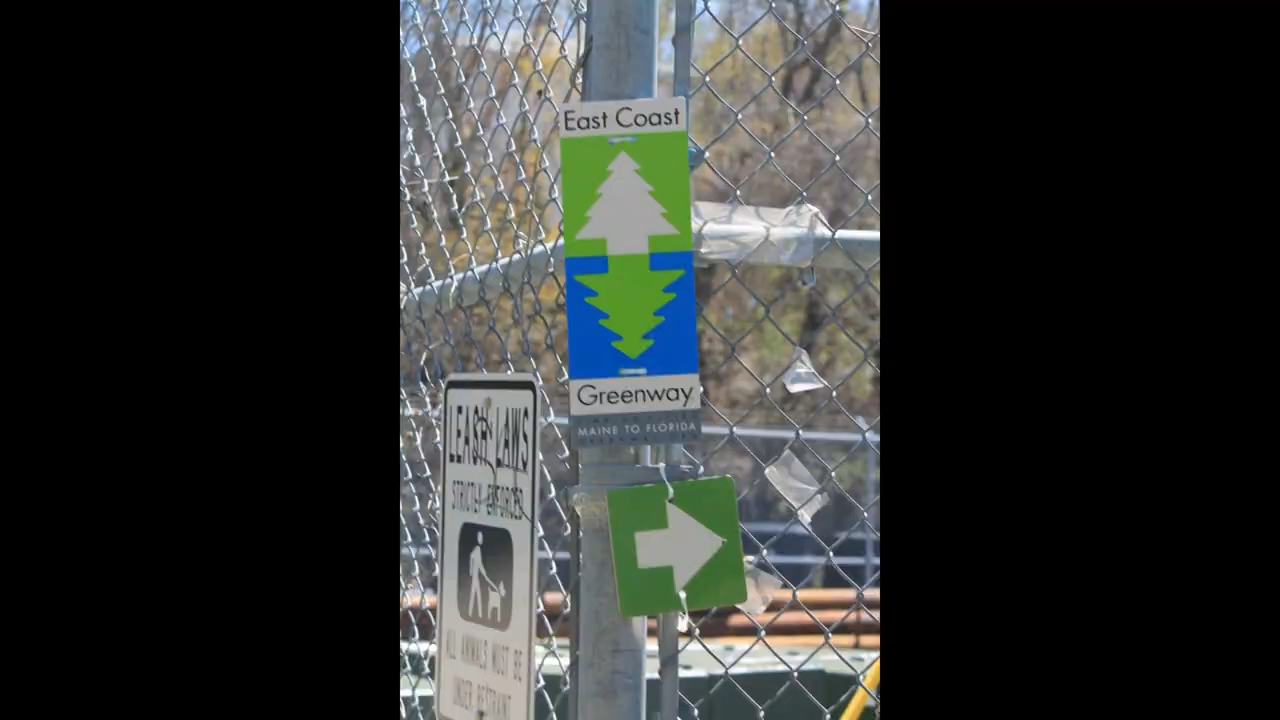 East Coast
Greenway
MAINE TO FLORIDA
LEASH LAWS
STRICTLY ENFORCED
ALL ANIMALS MUST BE
UNDER RESTRAINT